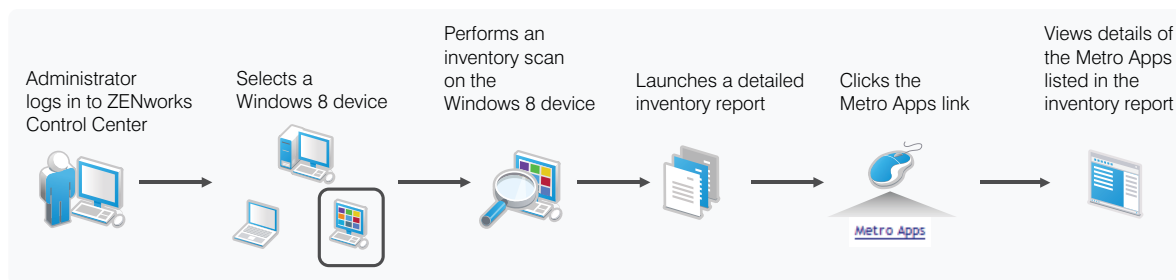 Administrator
logs in to ZENworks
Control Center
Selects a
Windows 8 device
Performs an
inventory scan
on the
Windows 8 device
Launches a detailed
inventory report
Clicks the
Metro Apps link
Metro Apps
Views details of
the Metro Apps
listed in the
inventory report